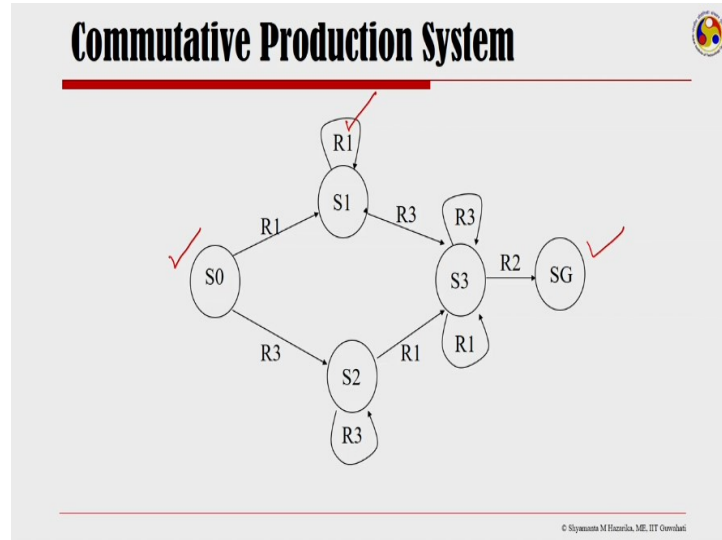 Commutative Production System
R1
S1
R3
R3
R1
S0
S3
R2
SG
R3
R1
R1
S2
R3
© Shyamanta M Hazarika, ME, IIT Guwahati